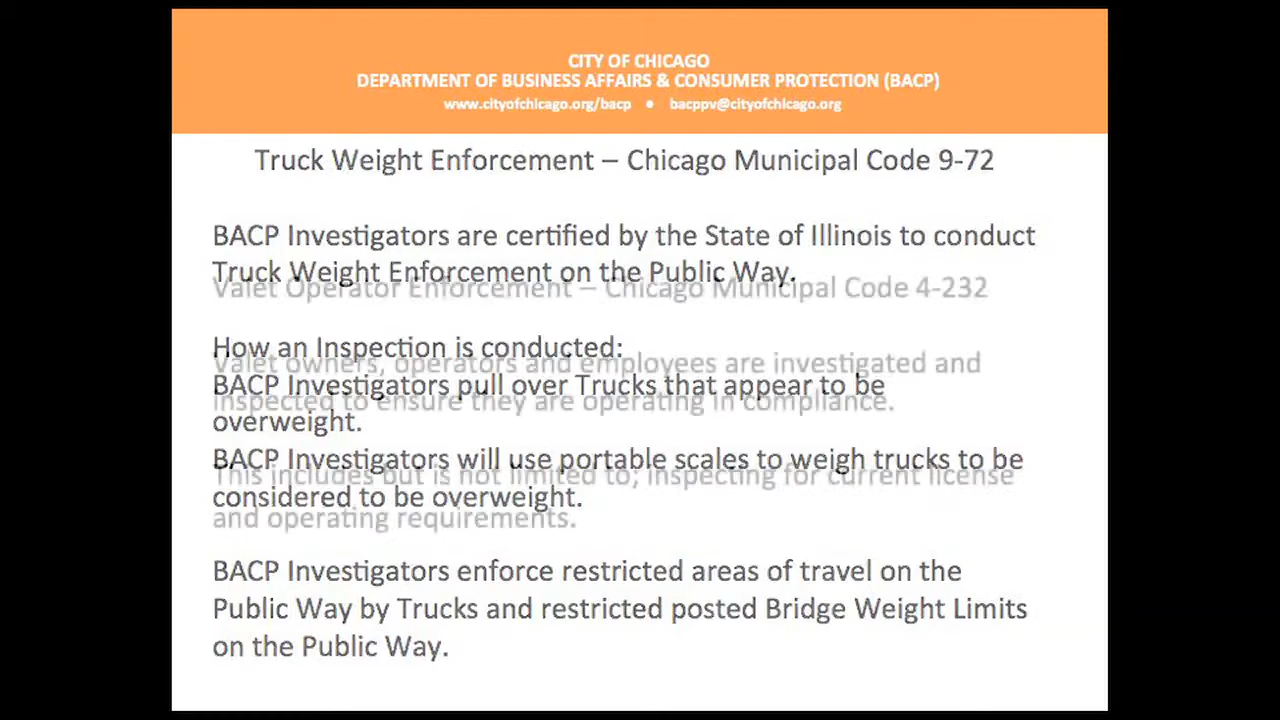 CITY OF CHICAGO
DEPARTMENT OF BUSINESS AFFAIRS & CONSUMER PROTECTION (BACP)
www.cityofchicago.org/bacp • bacppv@cityofchicago.org
Truck Weight Enforcement – Chicago Municipal Code 9-72
BACP Investigators are certified by the State of Illinois to conduct
Truck Weight Enforcement on the Public Way.
Valet Operator Enforcement – Chicago Municipal Code 4-232
How an Inspection is conducted:
Valet owners, operators and employees are investigated and
BACP Investigators pull over Trucks that appear to be
inspected to ensure they are operating in compliance.
overweight.
BACP Investigators will use portable scales to weigh trucks to be
This includes but is not limited to; inspecting for current license
considered to be overweight.
and operating requirements.
BACP Investigators enforce restricted areas of travel on the
Public Way by Trucks and restricted posted Bridge Weight Limits
on the Public Way.